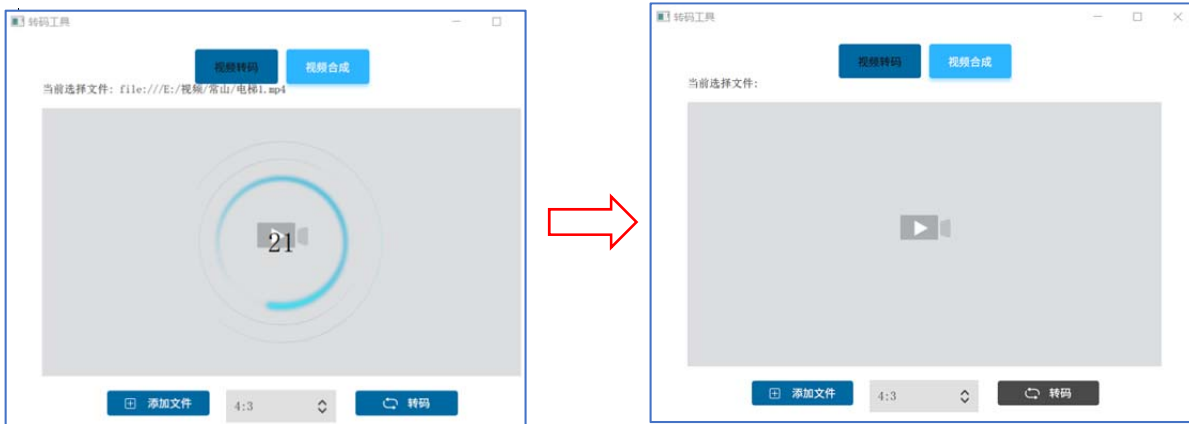 转码工具
视频转码 视频合成
当前选择文件: file:///E:/视频/常山/电梯1.mp4
21
添加文件 4:3 转码
转码工具
视频转码 视频合成
当前选择文件:
添加文件 4:3 转码